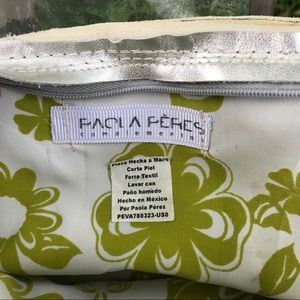 PAOLA PÉRES
complementos
Pieza Hecha a Mano
Corte Piel
Forro Textil
Lavar con
Paño húmedo
Hecho en México
Por Paola Pérez
PEVA780323-US0